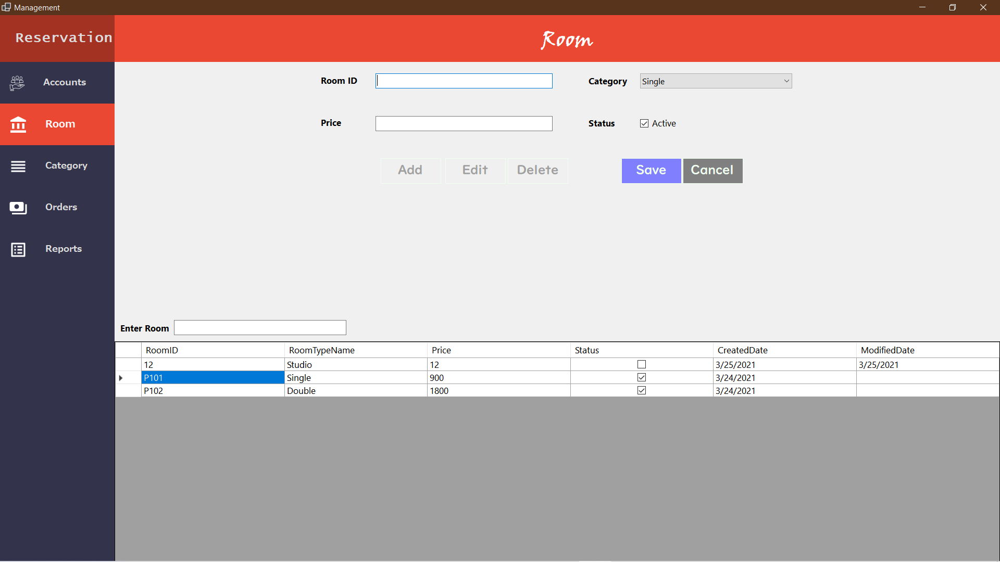 Management
Reservation
Room
Accounts
Room
Category
Orders
Reports
Room ID
Category Single
Price
Status Active
Add Edit Delete Save Cancel
Enter Room
RoomID RoomTypeName Price Status CreatedDate ModifiedDate
12 Studio 12 3/25/2021 3/25/2021
P101 Single 900 3/24/2021
P102 Double 1800 3/24/2021